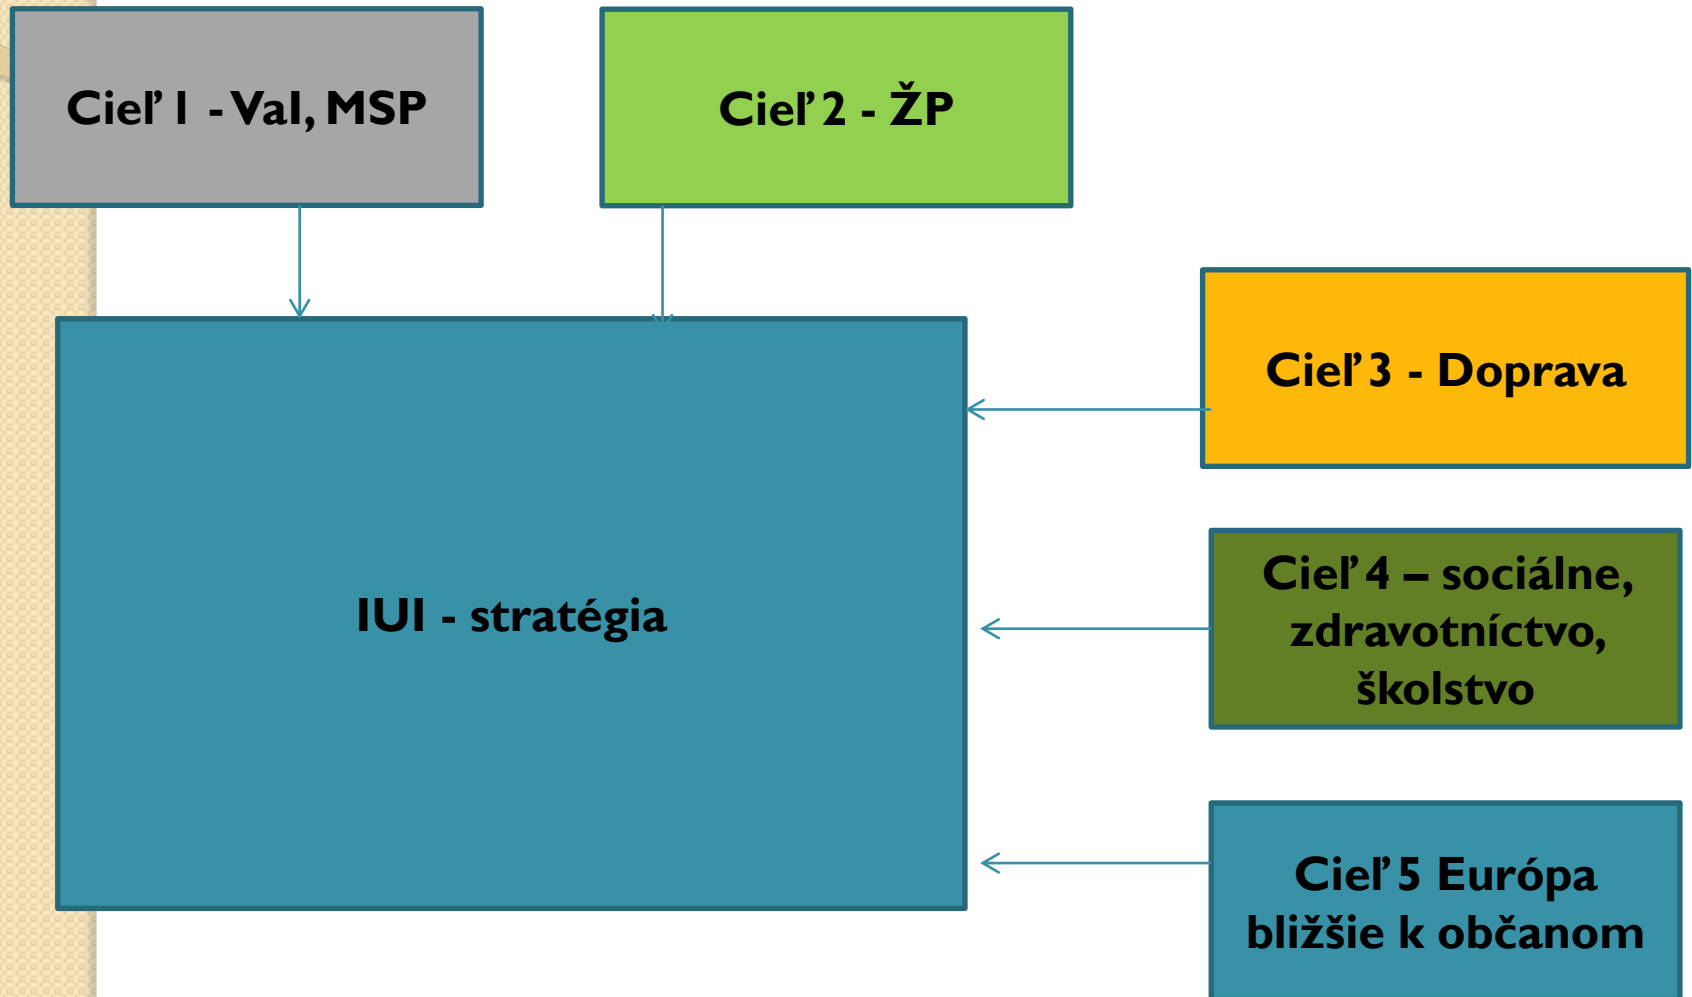 Cieľ 1 - VaI, MSP
Cieľ 2 - ŽP
Cieľ 3 - Doprava
IUI - stratégia
Cieľ 4 – sociálne,
zdravotníctvo,
školstvo
Cieľ 5 Európa
bližšie k občanom